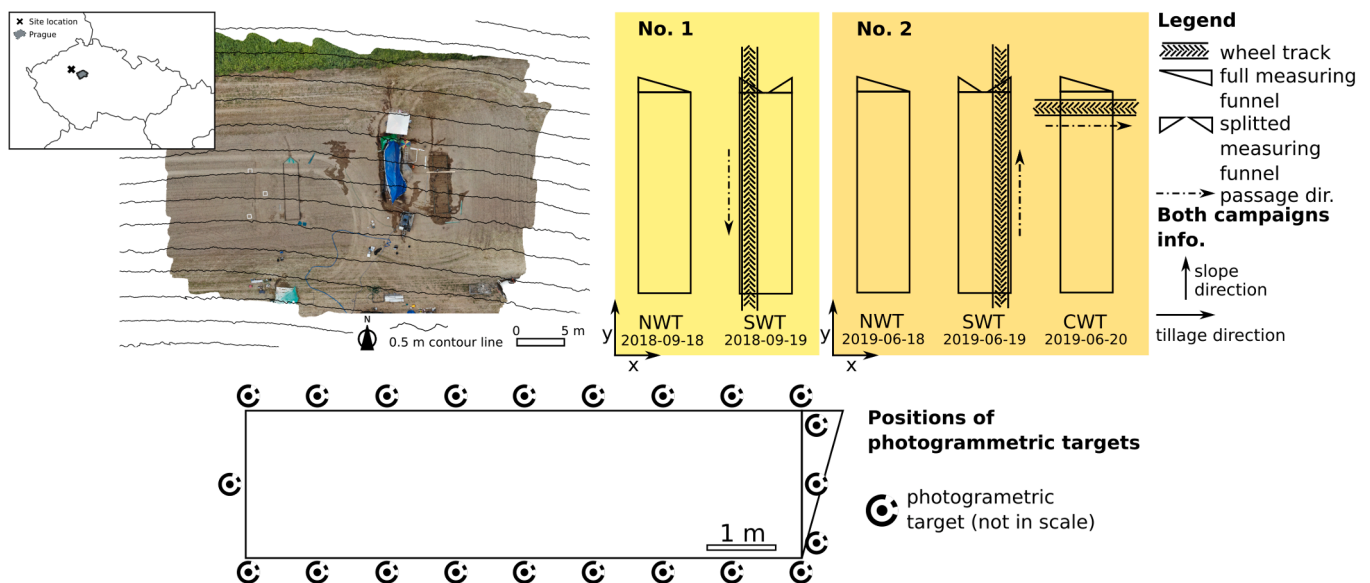 Site location
Prague
N
0.5 m contour line
0
5 m
No. 1
NWT
2018-09-18
SWT
2018-09-19
y
x
No. 2
NWT
2019-06-18
SWT
2019-06-19
CWT
2019-06-20
y
x
Legend
wheel track
full measuring
funnel
splitted
measuring
funnel
passage dir.
Both campaigns
info.
slope
direction
tillage direction
1 m
Positions of
photogrammetric targets
photogrametric
target (not in scale)